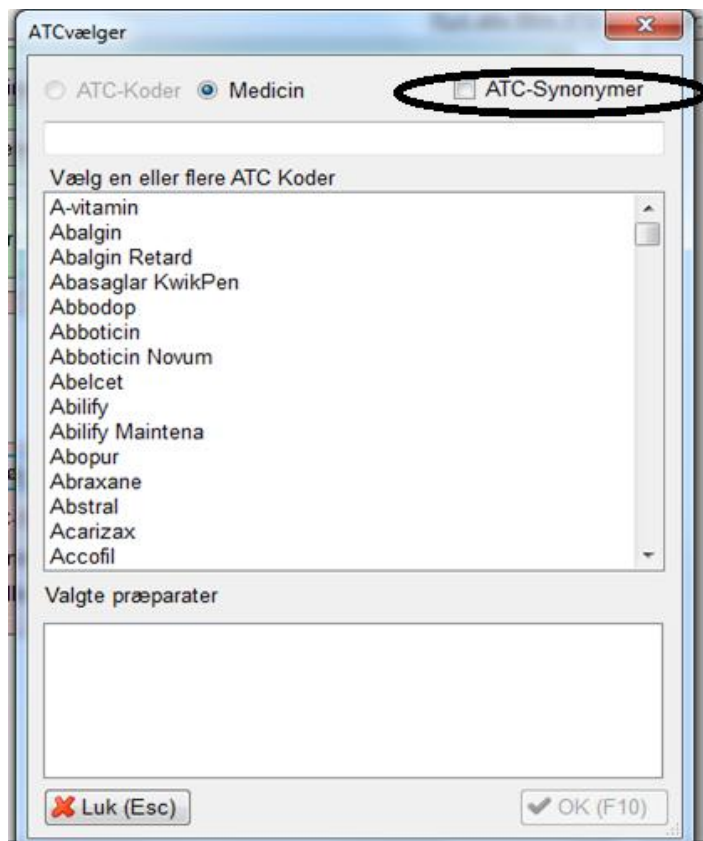 ATCvælger
ATC-Koder Medicin ATC-Synonymer
Vælg en eller flere ATC Koder
A-vitamin
Abalgin
Abalgin Retard
Abasaglar KwikPen
Abbodop
Abboticin
Abboticin Novum
Abelcet
Abilify
Abilify Maintena
Abopur
Abraxane
Abstral
Acarizax
Accofil
Valgte præparater
Luk (Esc) OK (F10)